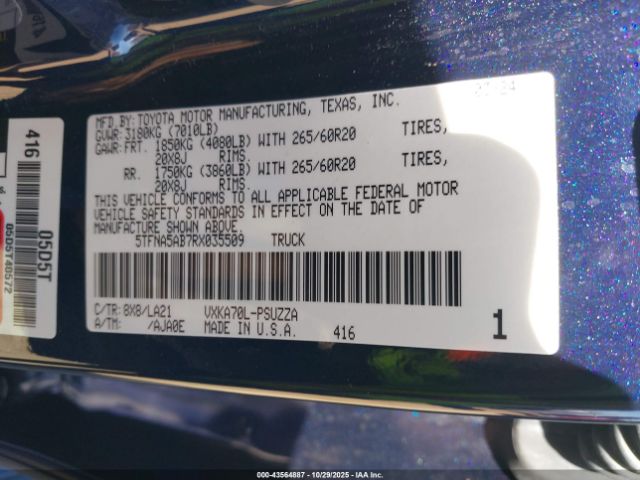 MFD. BY: TOYOTA MOTOR MANUFACTURING, TEXAS, INC.
GVWR: 3180KG (7010LB)
GAWR: FRT. 1850KG (4080LB) WITH 265/60R20 TIRES,
20X8J RIMS.
RR. 1750KG (3860LB) WITH 265/60R20 TIRES,
20X8J RIMS.
THIS VEHICLE CONFORMS TO ALL APPLICABLE FEDERAL MOTOR
VEHICLE SAFETY STANDARDS IN EFFECT ON THE DATE OF
MANUFACTURE SHOWN ABOVE.
5TFNA5AB7RX035509 TRUCK
C/TR: 8X8/LA21 VXKA70L-PSUZZA
A/TM: /AJA0E MADE IN U.S.A. 416 1
416
05D5T
05D5T40572
000-43564887 | 10/29/2025 | IAA Inc.